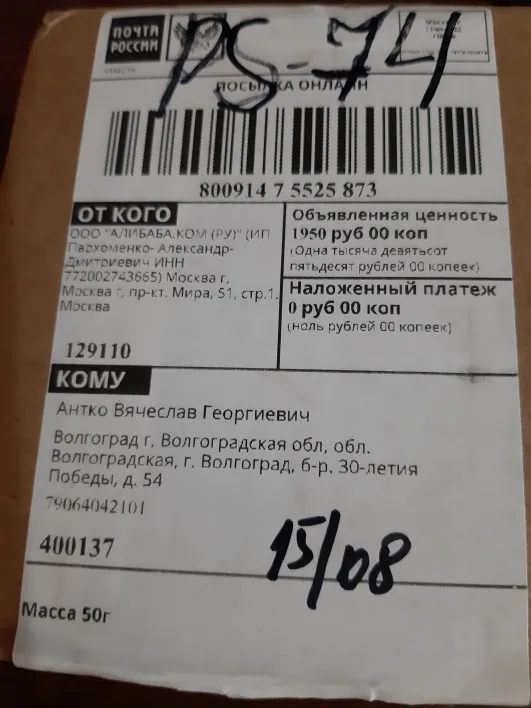 ПОЧТА
РОССИИ
PS-74
ПОСЫЛКА ОНЛАЙН
800914 7 5525 873
ОТ КОГО
ООО "АЛИБАБА.КОМ (РУ)" (ИП
Пархоменко- Александр-
Дмитриевич ИНН
772002743665) Москва г,
Москва г, пр-кт. Мира, 51, стр.1,
Москва
129110
Объявленная ценность
1950 руб 00 коп
(Одна тысяча девятьсот
пятьдесят рублей 00 копеек)
Наложенный платеж
0 руб 00 коп
(ноль рублей 00 копеек)
КОМУ
Антко Вячеслав Георгиевич
Волгоград г, Волгоградская обл, обл.
Волгоградская, г. Волгоград, б-р. 30-летия
Победы, д. 54
79064042101
400137
15/08
Масса 50г